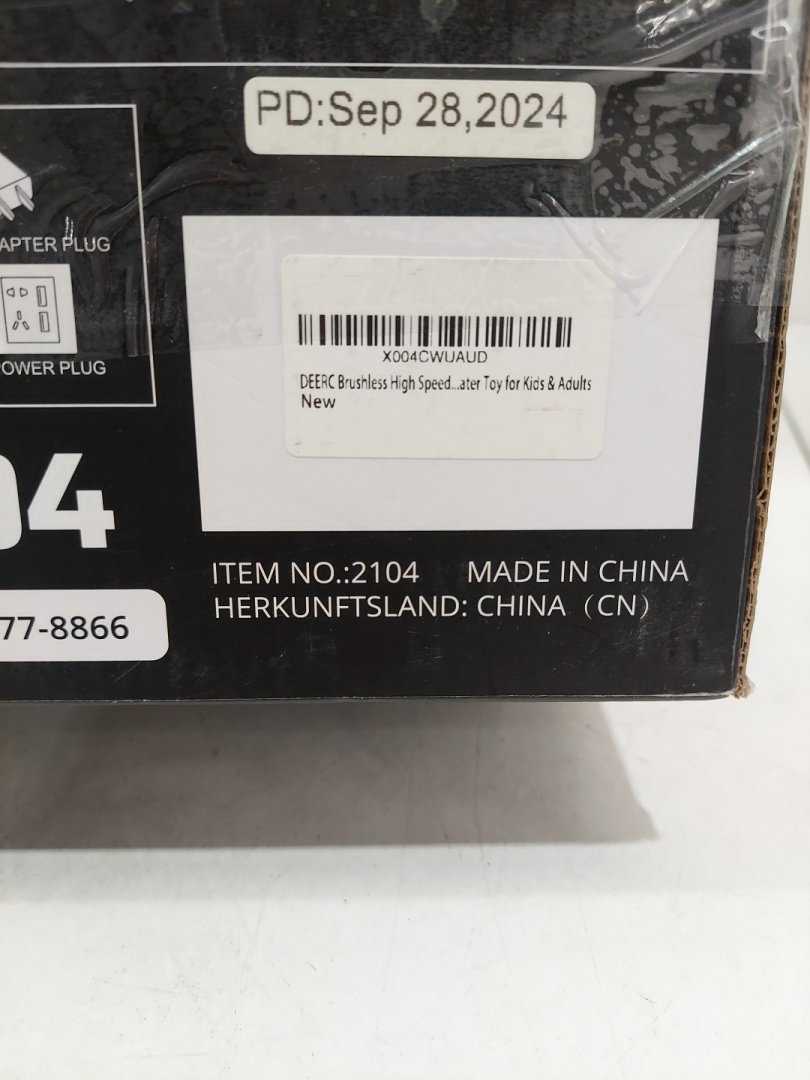 PD:Sep 28,2024
APTER PLUG
OWER PLUG
X004CWUAUD
DEERC Brushless High Speed...ater Toy for Kids & Adults
New
04
ITEM NO.:2104 MADE IN CHINA
HERKUNFTSLAND: CHINA（CN）
77-8866